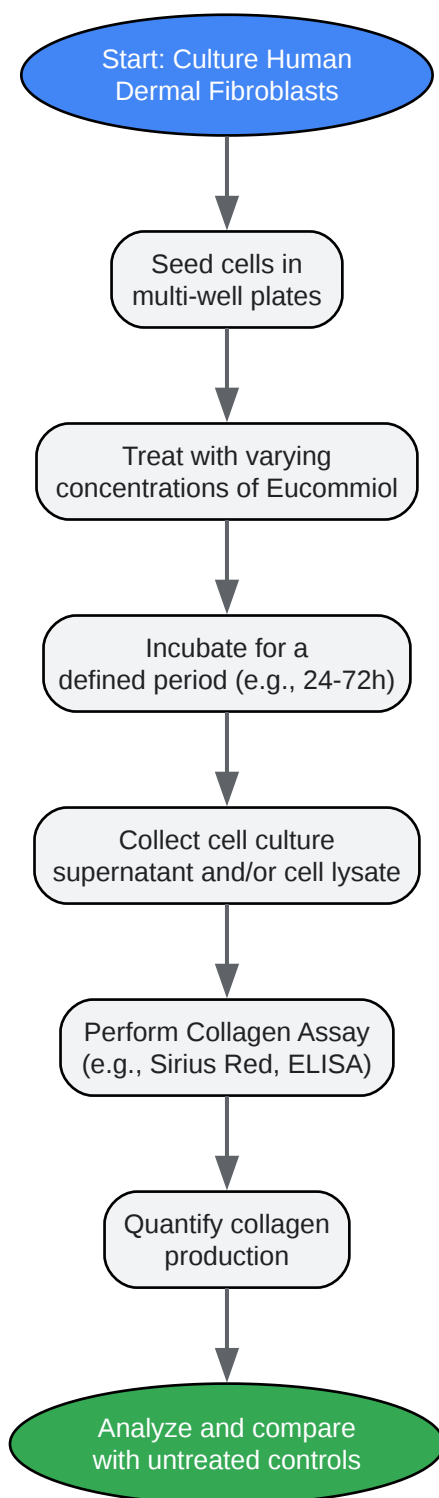 Start: Culture Human
Dermal Fibroblasts
Seed cells in
multi-well plates
Treat with varying
concentrations of Eucommiol
Incubate for a
defined period (e.g., 24-72h)
Collect cell culture
supernatant and/or cell lysate
Perform Collagen Assay
(e.g., Sirius Red, ELISA)
Quantify collagen
production
Analyze and compare
with untreated controls